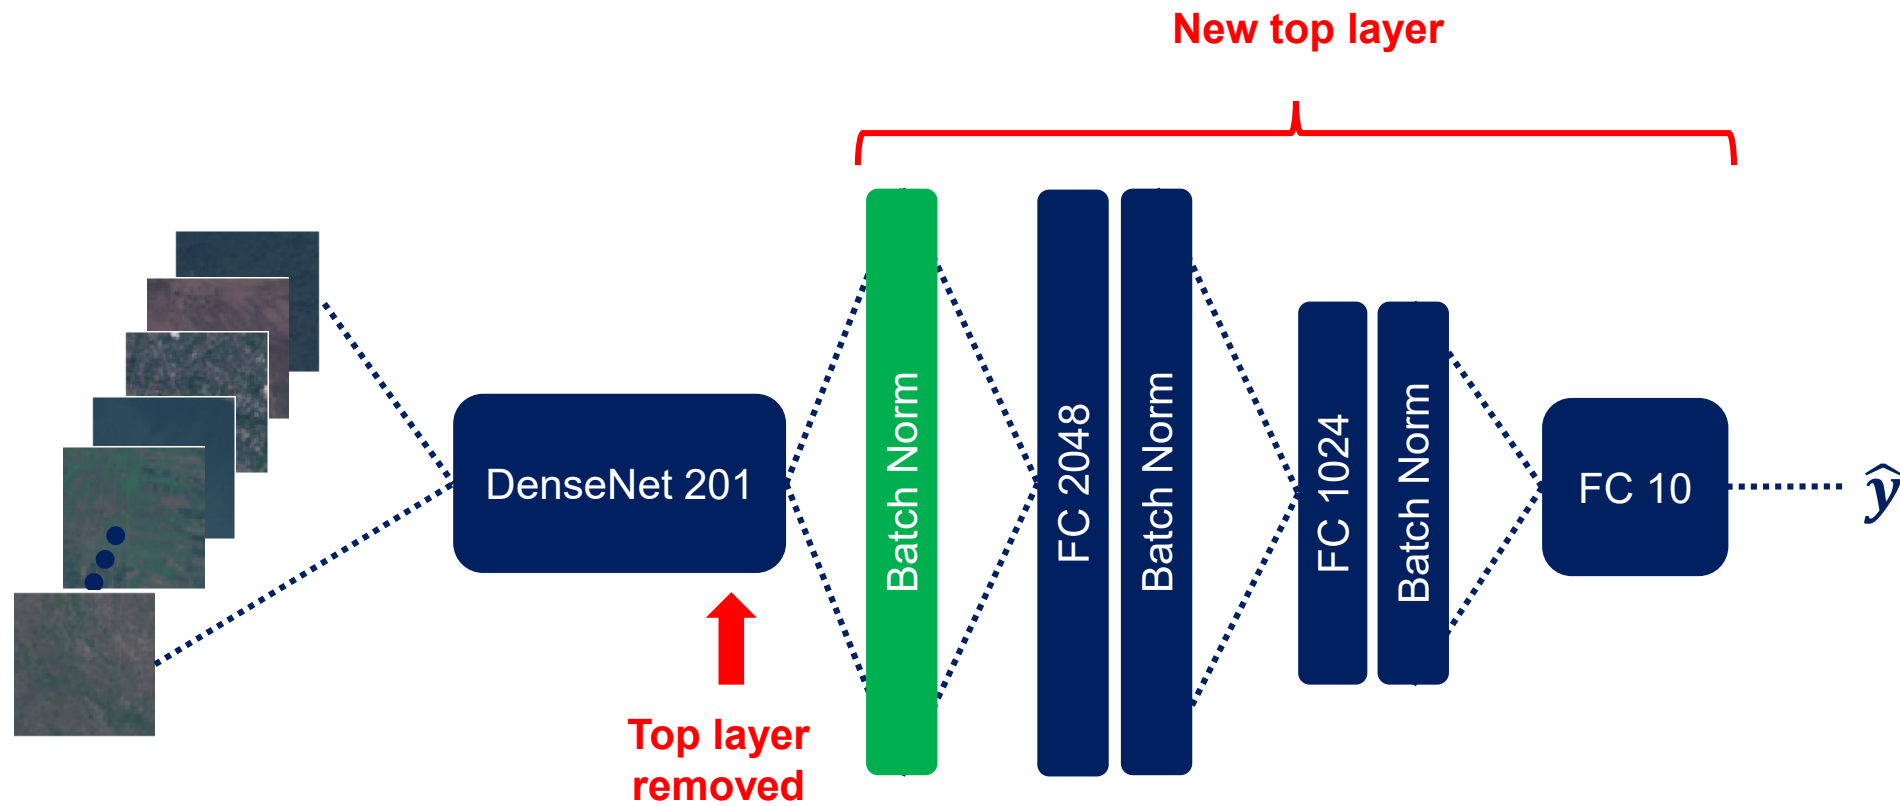 New top layer
DenseNet 201
Batch Norm
FC 2048
Batch Norm
FC 1024
Batch Norm
FC 10
ŷ
Top layer
removed